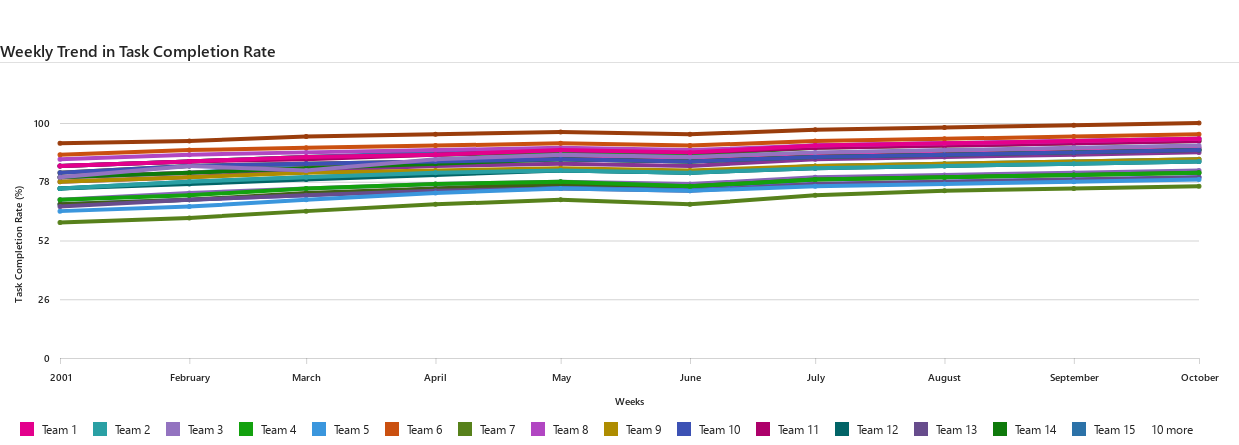 Weekly Trend in Task Completion Rate
100
78
52
26
0
Task Completion Rate (%)
2001 February March April May June July August September October
Weeks
Team 1 Team 2 Team 3 Team 4 Team 5 Team 6 Team 7 Team 8 Team 9 Team 10 Team 11 Team 12 Team 13 Team 14 Team 15 10 more